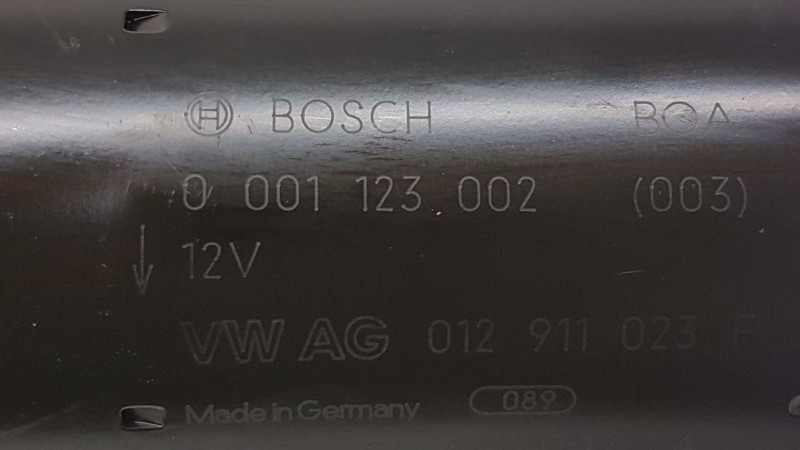 BOSCH
0 001 123 002 (003)
12V
VW AG 012 911 023 F
Made in Germany 089